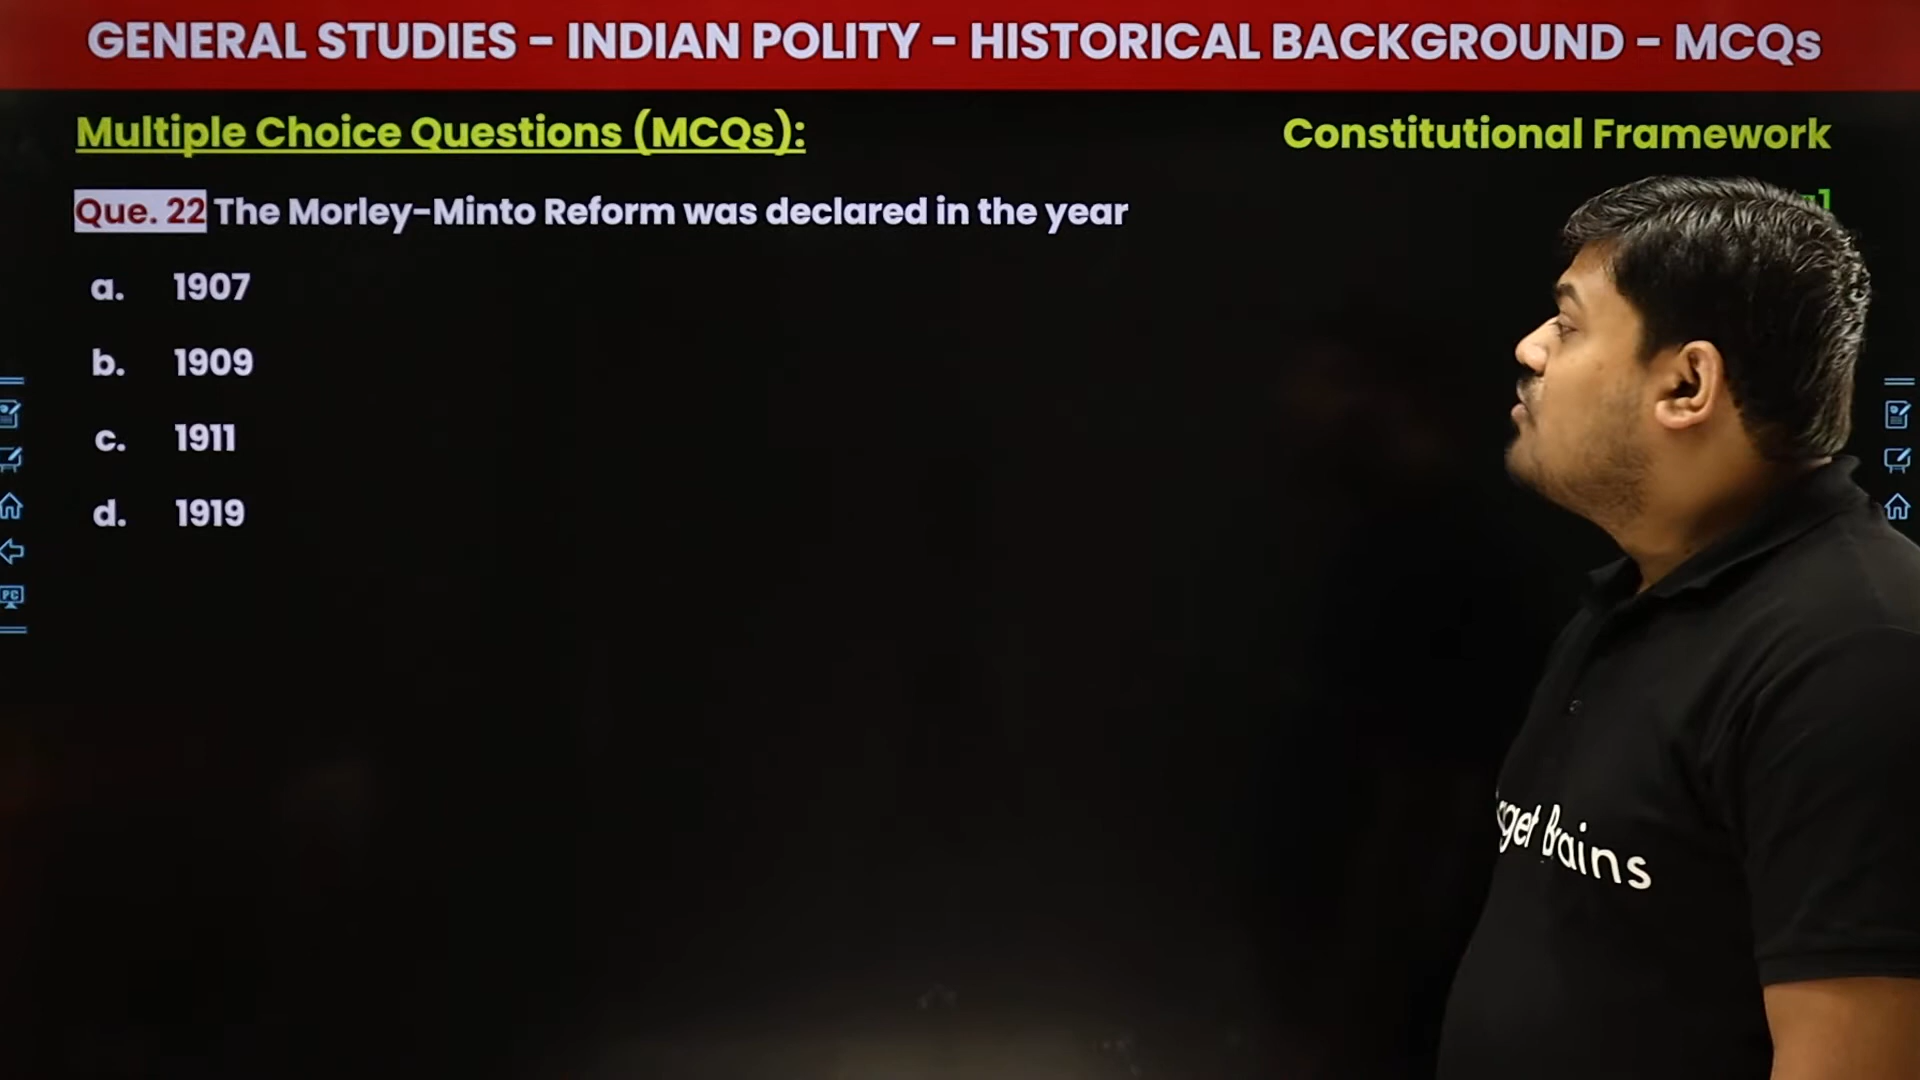 GENERAL STUDIES - INDIAN POLITY - HISTORICAL BACKGROUND - MCQs
Multiple Choice Questions (MCQs):
Constitutional Framework
Que. 22 The Morley-Minto Reform was declared in the year
a. 1907
b. 1909
c. 1911
d. 1919
PC
Brains